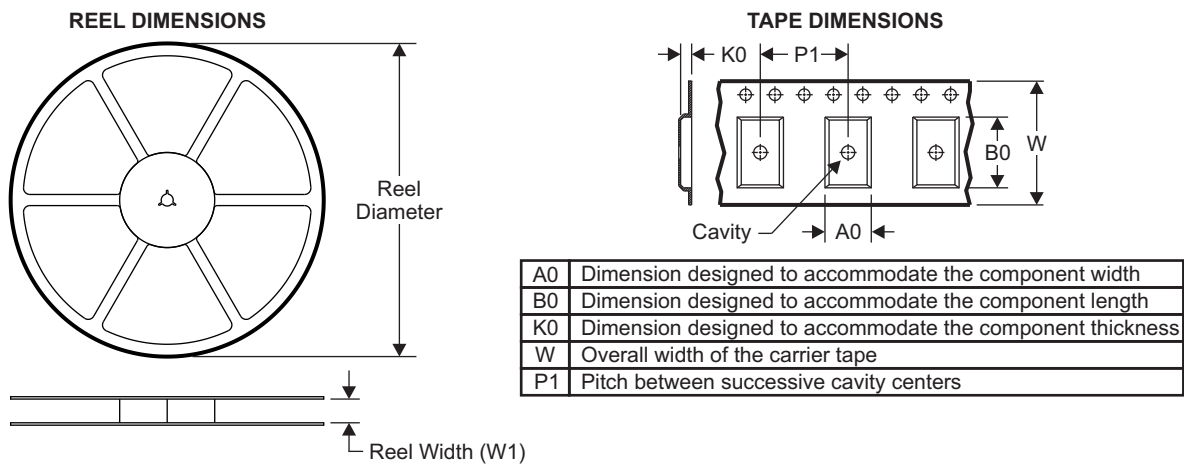 REEL DIMENSIONS
Reel
Diameter
Reel Width (W1)
TAPE DIMENSIONS
K0
P1
W
B0
Cavity
A0
A0 Dimension designed to accommodate the component width
B0 Dimension designed to accommodate the component length
K0 Dimension designed to accommodate the component thickness
W Overall width of the carrier tape
P1 Pitch between successive cavity centers